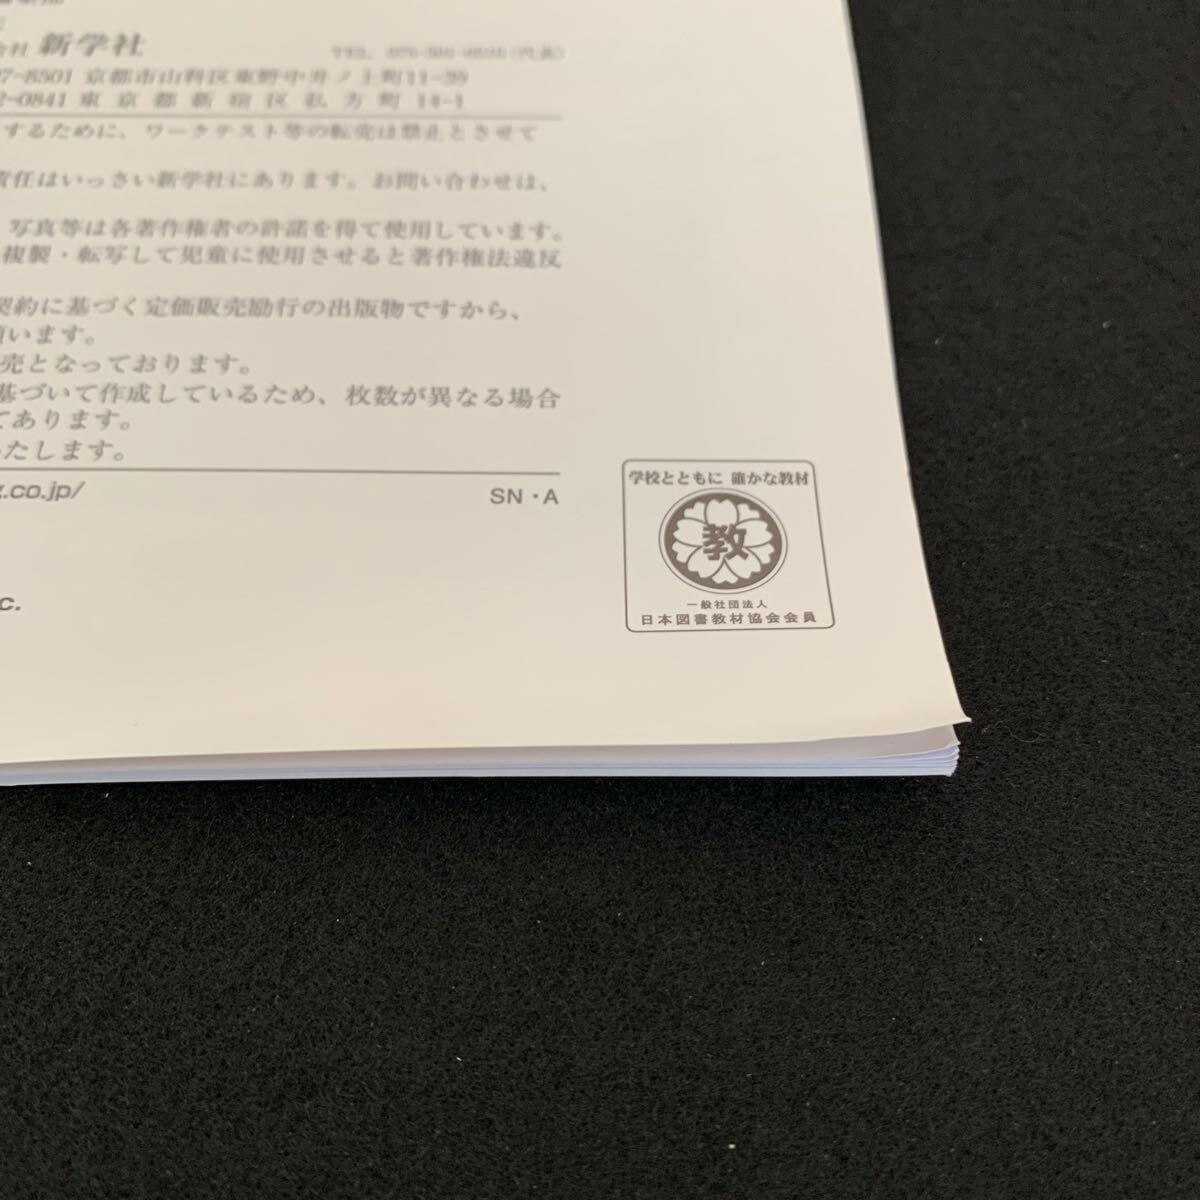 新学社
7-8501 京都市山科区東野中井ノ上町11-39
2-0841 東京都新宿区払方町14-1
するために、ワークテスト等の転売は禁止とさせて
責任はいっさい新学社にあります。お問い合わせは、
写真等は各著作権者の許諾を得て使用しています。
複製・転写して児童に使用させると著作権法違反
契約に基づく定価販売励行の出版物ですから、
います。
売となっております。
基づいて作成しているため、枚数が異なる場合
てあります。
たします。
.co.jp/
SN・A
c.
学校とともに 確かな教材
教
一般社団法人
日本図書教材協会会員